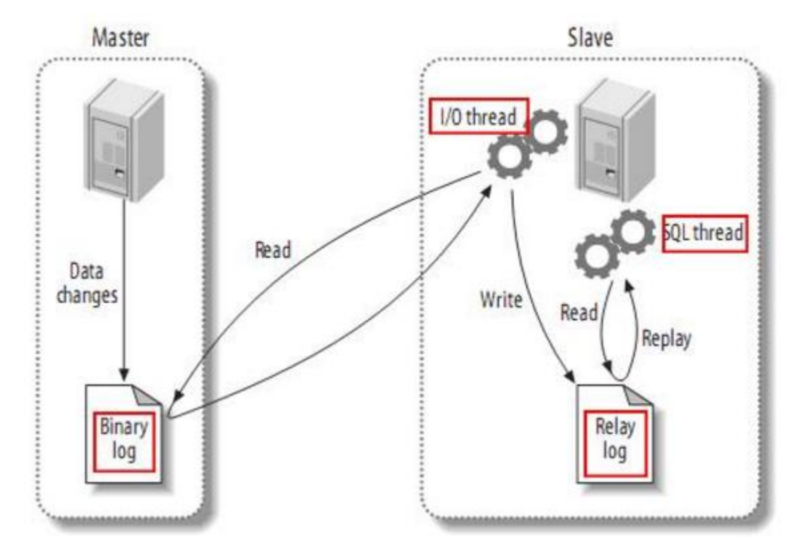 Master
Slave
I/O thread
SQL thread
Read
Data
changes
Write
Read
Replay
Binary
log
Relay
log